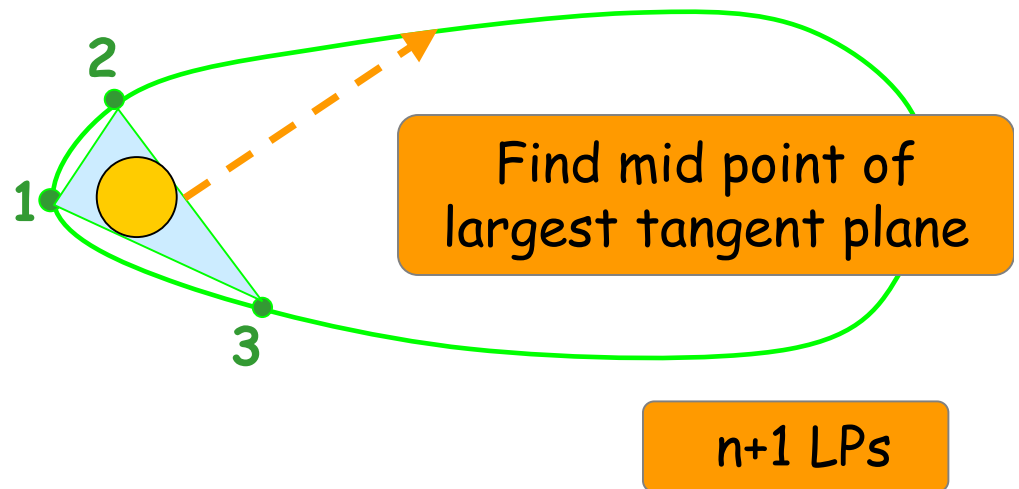 2
1
Find mid point of
largest tangent plane
3
n+1 LPs